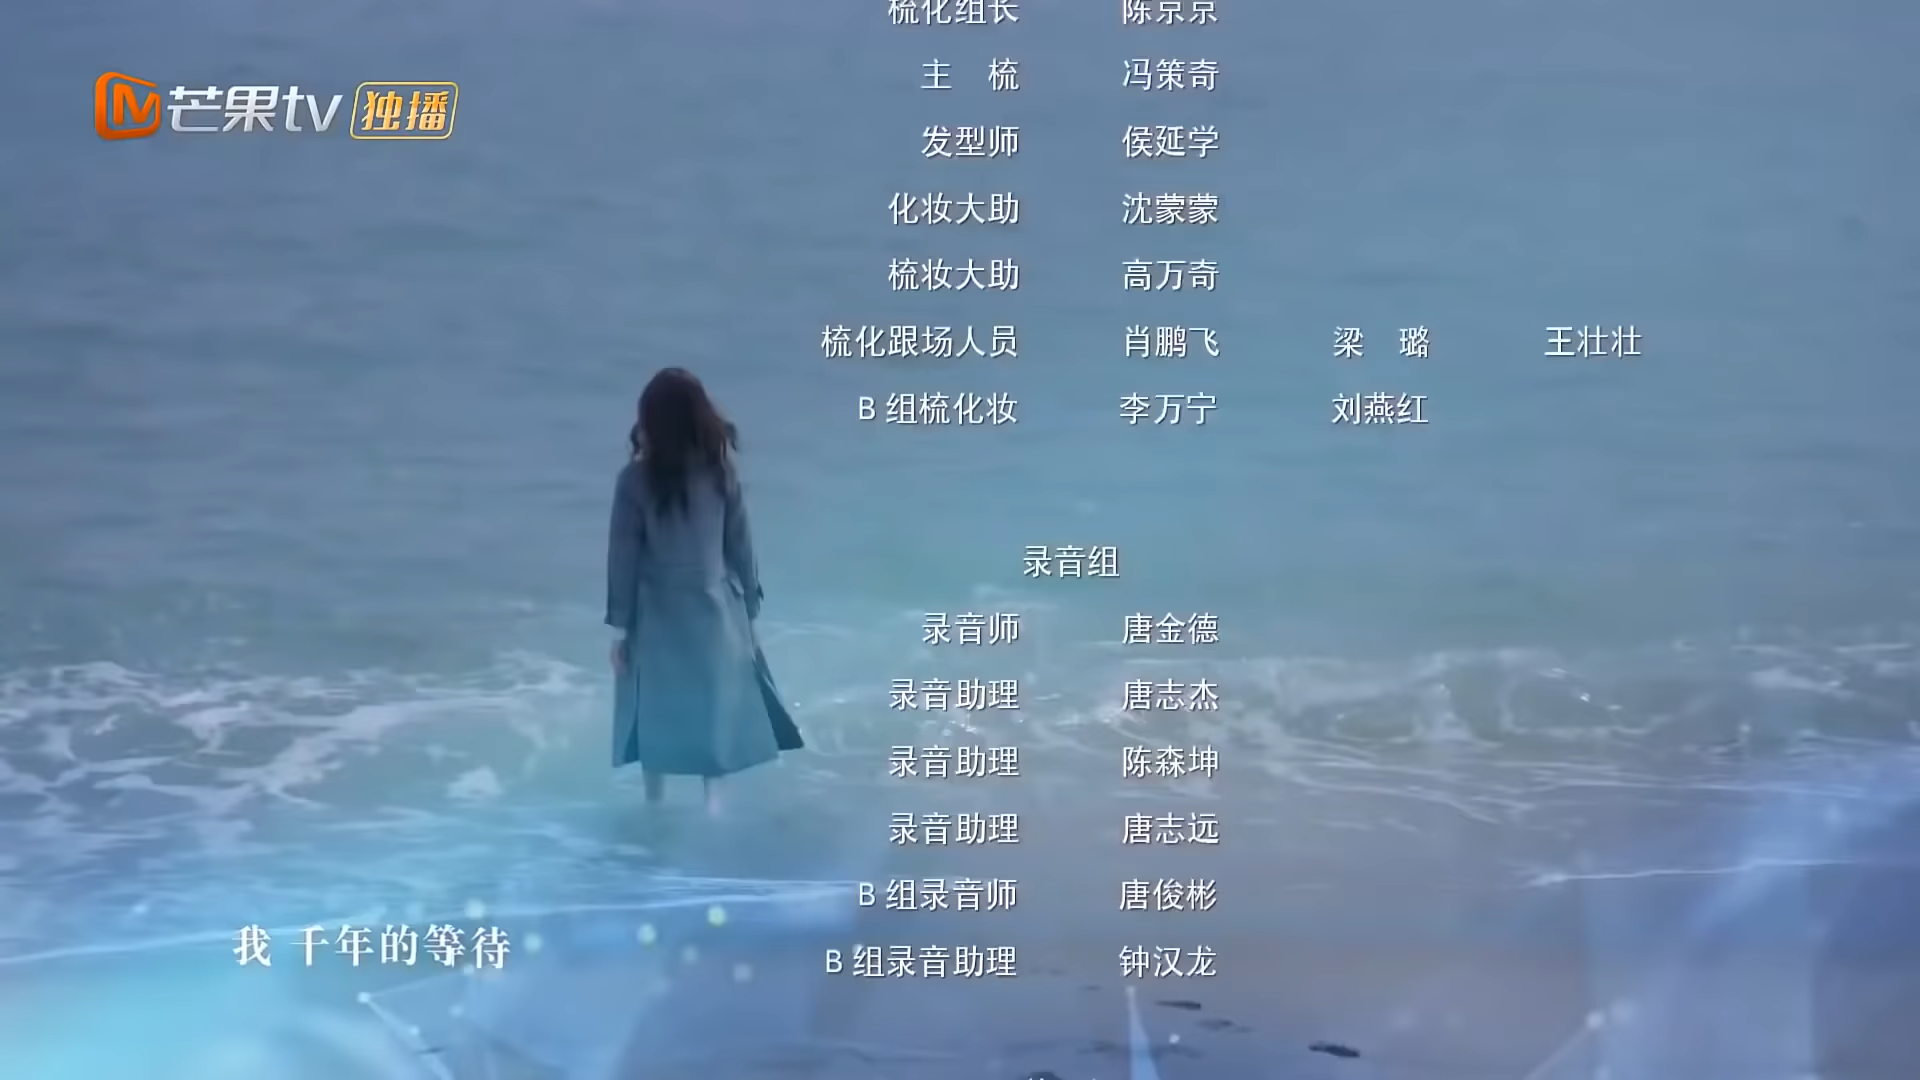 梳化组长 陈京京
芒果tv 独播
主 梳 冯策奇
发型师 侯延学
化妆大助 沈蒙蒙
梳妆大助 高万奇
梳化跟场人员 肖鹏飞 梁 璐 王壮壮
B 组梳化妆 李万宁 刘燕红
录音组
录音师 唐金德
录音助理 唐志杰
录音助理 陈森坤
录音助理 唐志远
B 组录音师 唐俊彬
我 千年的等待
B 组录音助理 钟汉龙